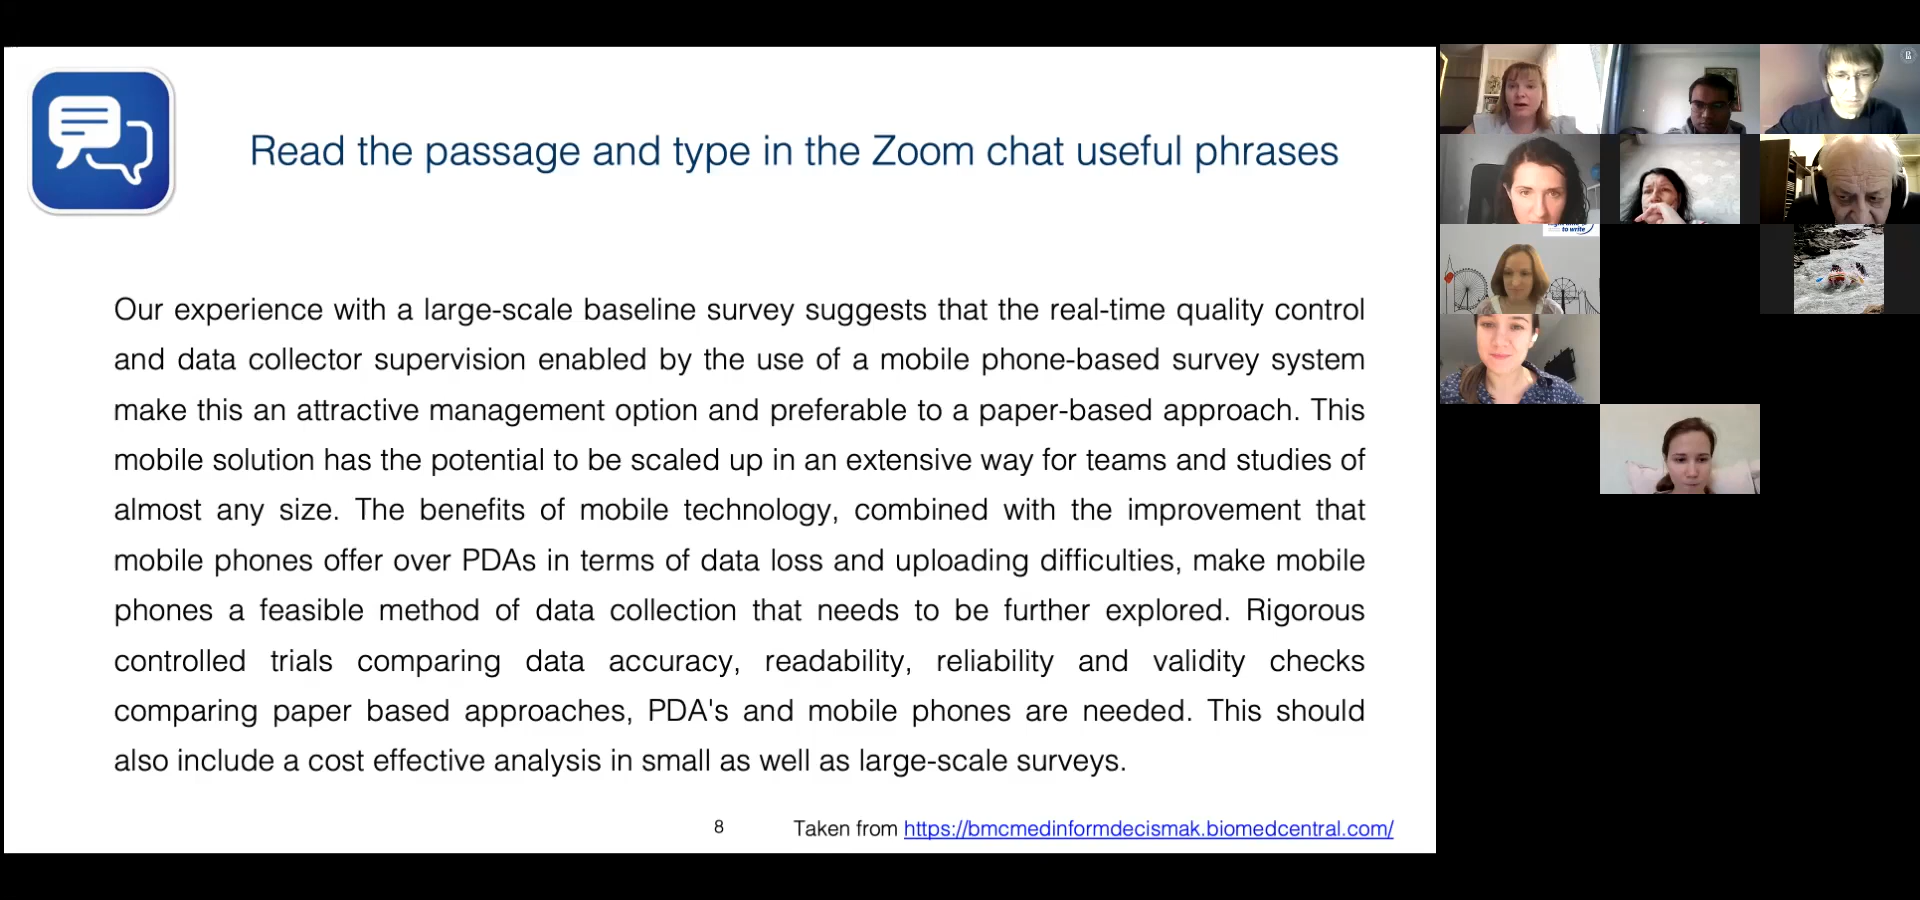 Read the passage and type in the Zoom chat useful phrases
Our experience with a large-scale baseline survey suggests that the real-time quality control
and data collector supervision enabled by the use of a mobile phone-based survey system
make this an attractive management option and preferable to a paper-based approach. This
mobile solution has the potential to be scaled up in an extensive way for teams and studies of
almost any size. The benefits of mobile technology, combined with the improvement that
mobile phones offer over PDAs in terms of data loss and uploading difficulties, make mobile
phones a feasible method of data collection that needs to be further explored. Rigorous
controlled trials comparing data accuracy, readability, reliability and validity checks
comparing paper based approaches, PDA's and mobile phones are needed. This should
also include a cost effective analysis in small as well as large-scale surveys.
8
Taken from https://bmcmedinformdecismak.biomedcentral.com/
to write